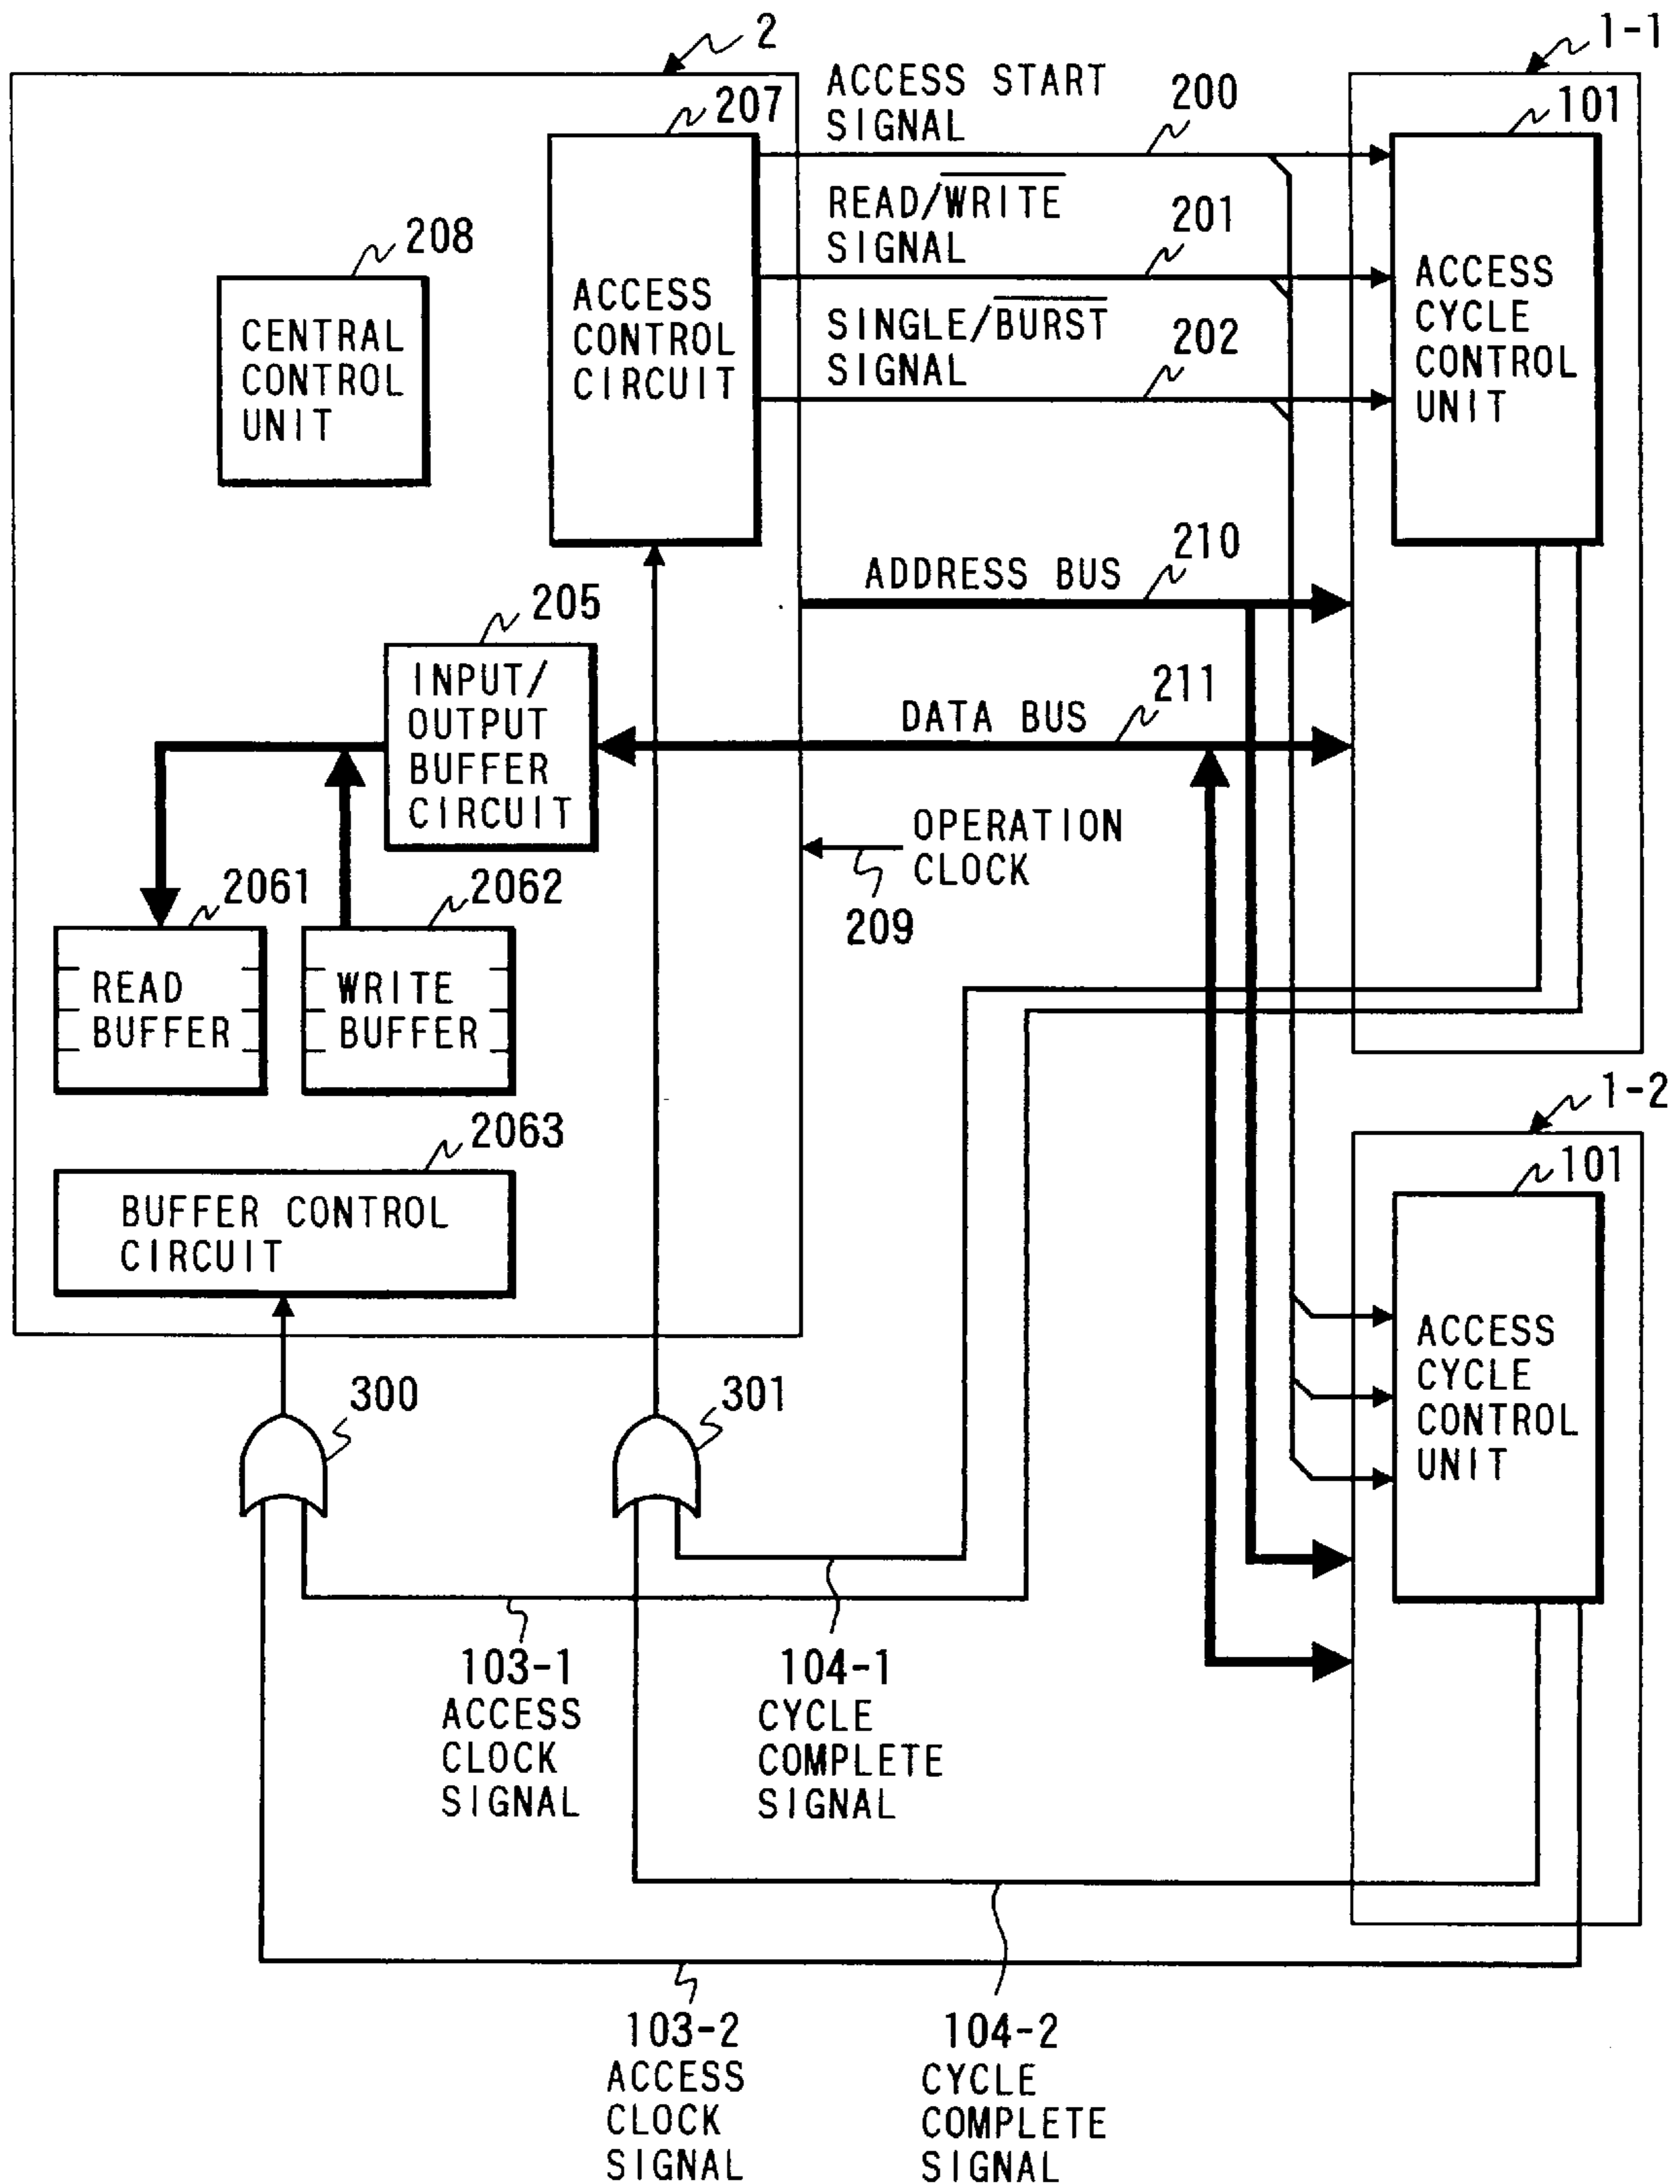 2
1-1
207
ACCESS START
SIGNAL
200
101
READ/WRITE
SIGNAL
201
208
CENTRAL
CONTROL
UNIT
ACCESS
CONTROL
CIRCUIT
SINGLE/BURST
SIGNAL
202
ACCESS
CYCLE
CONTROL
UNIT
ADDRESS BUS
210
205
INPUT/
OUTPUT
BUFFER
CIRCUIT
DATA BUS
211
OPERATION
CLOCK
209
2061
2062
READ
BUFFER
WRITE
BUFFER
1-2
2063
101
BUFFER CONTROL
CIRCUIT
ACCESS
CYCLE
CONTROL
UNIT
300
301
103-1
ACCESS
CLOCK
SIGNAL
104-1
CYCLE
COMPLETE
SIGNAL
103-2
ACCESS
CLOCK
SIGNAL
104-2
CYCLE
COMPLETE
SIGNAL